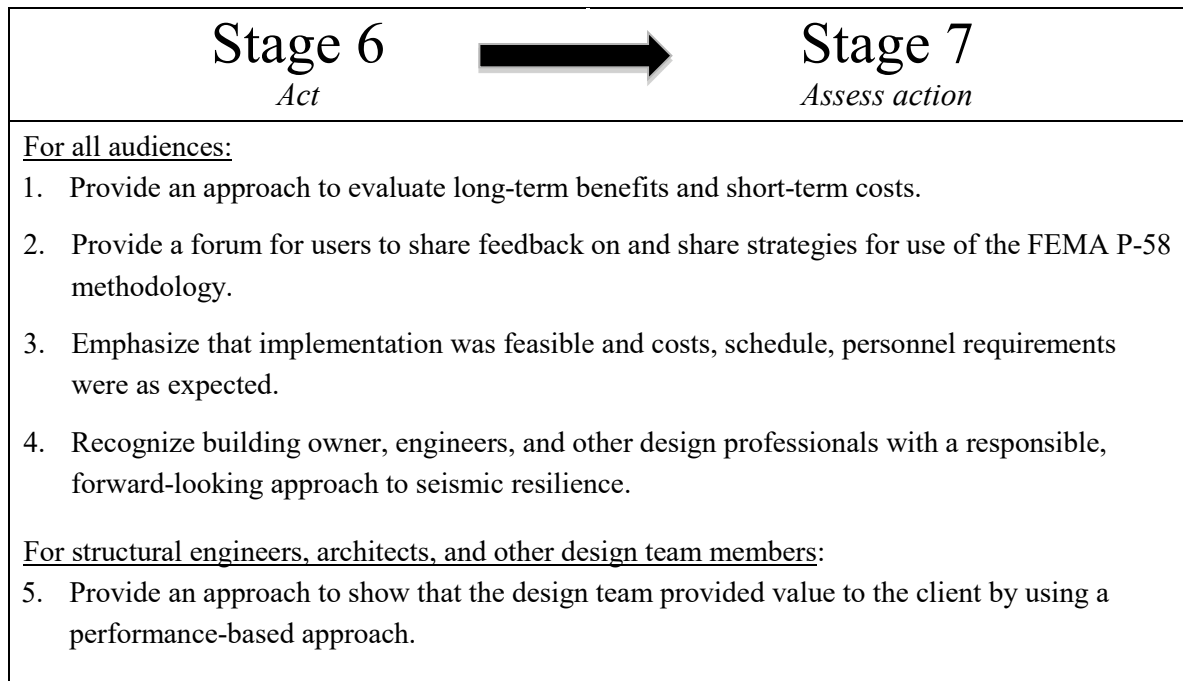 Stage 6
Stage 7
Act
Assess action
For all audiences:
1. Provide an approach to evaluate long-term benefits and short-term costs.
2. Provide a forum for users to share feedback on and share strategies for use of the FEMA P-58
methodology.
3. Emphasize that implementation was feasible and costs, schedule, personnel requirements
were as expected.
4. Recognize building owner, engineers, and other design professionals with a responsible,
forward-looking approach to seismic resilience.
For structural engineers, architects, and other design team members:
5. Provide an approach to show that the design team provided value to the client by using a
performance-based approach.